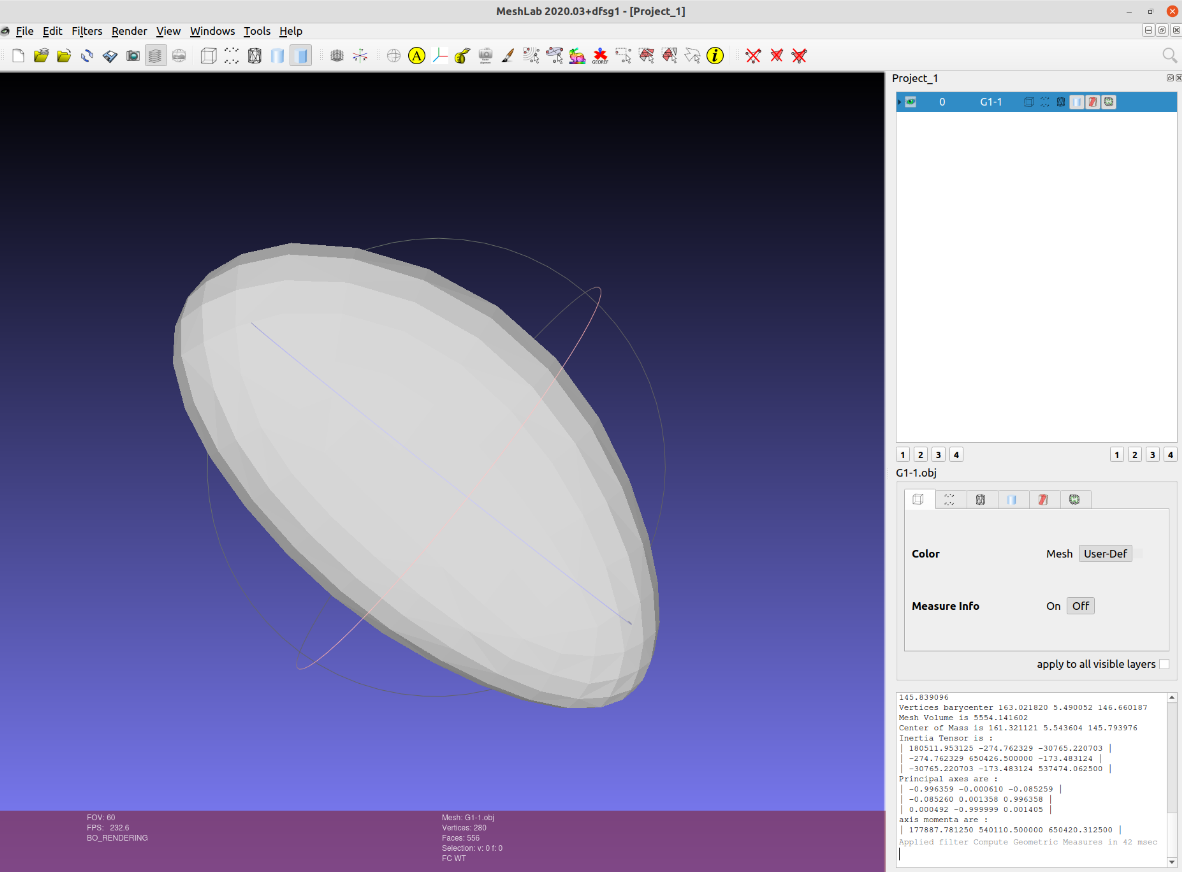 MeshLab 2020.03+dfsg1 - [Project_1]
File Edit Filters Render View Windows Tools Help
Project_1
0 G1-1
1 2 3 4 1 2 3 4
G1-1.obj
Color Mesh User-Def
Measure Info On Off
apply to all visible layers
145.839096
Vertices barycenter 163.021820 5.490052 146.660187
Mesh Volume is 5554.141602
Center of Mass is 161.321121 5.543604 145.793976
Inertia Tensor is :
| 180511.953125 -274.762329 -30765.220703 |
| -274.762329 650426.500000 -173.483124 |
| -30765.220703 -173.483124 537474.062500 |
Principal axes are :
| -0.996359 -0.000610 -0.085259 |
| -0.085260 0.001358 0.996358 |
| 0.000492 -0.999999 0.001405 |
axis momenta are :
| 177887.781250 540110.500000 650420.312500 |
Applied filter Compute Geometric Measures in 42 msec
FOV: 60
FPS: 232.6
BO_RENDERING
Mesh: G1-1.obj
Vertices: 280
Faces: 556
Selection: v: 0 f: 0
FC WT